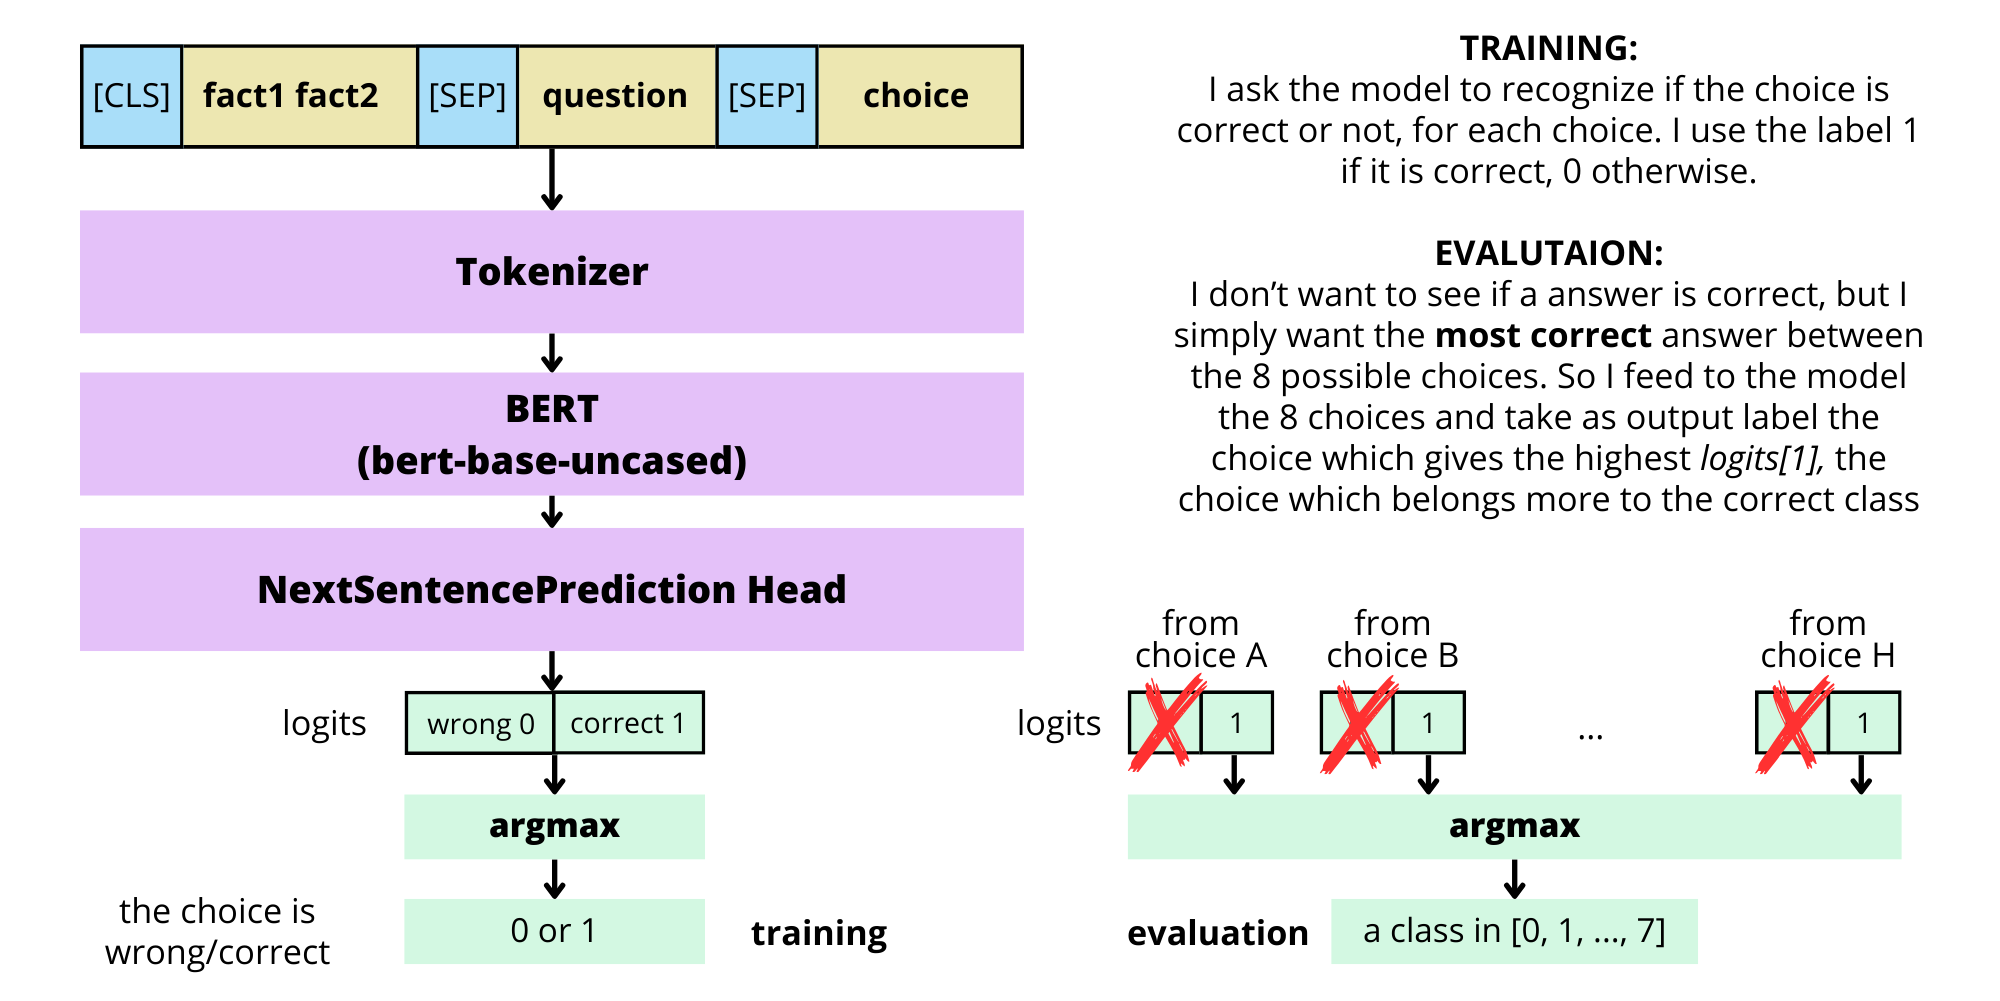 [CLS] fact1 fact2 [SEP] question [SEP] choice
Tokenizer
BERT
(bert-base-uncased)
NextSentencePrediction Head
logits wrong 0 correct 1
argmax
the choice is
wrong/correct
0 or 1
training
TRAINING:
I ask the model to recognize if the choice is
correct or not, for each choice. I use the label 1
if it is correct, 0 otherwise.
EVALUTAION:
I don’t want to see if a answer is correct, but I
simply want the most correct answer between
the 8 possible choices. So I feed to the model
the 8 choices and take as output label the
choice which gives the highest logits[1], the
choice which belongs more to the correct class
from
choice A
from
choice B
from
choice H
logits 1 1 ... 1
argmax
evaluation
a class in [0, 1, ..., 7]